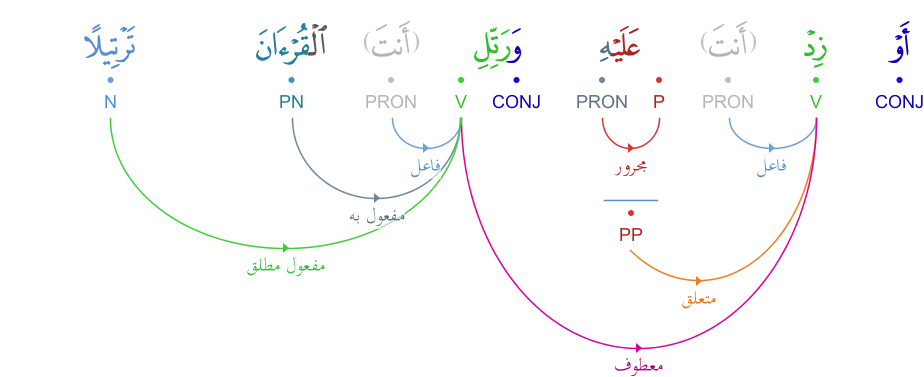 أَوْ زِدْ (أَنتَ) عَلَيْهِ وَرَتِّلِ (أَنتَ) ٱلْقُرْءَانَ تَرْتِيلًا
CONJ V PRON P PRON CONJ V PRON PN N
فاعل مجرور فاعل
مفعول به
PP
مفعول مطلق
متعلق
معطوف